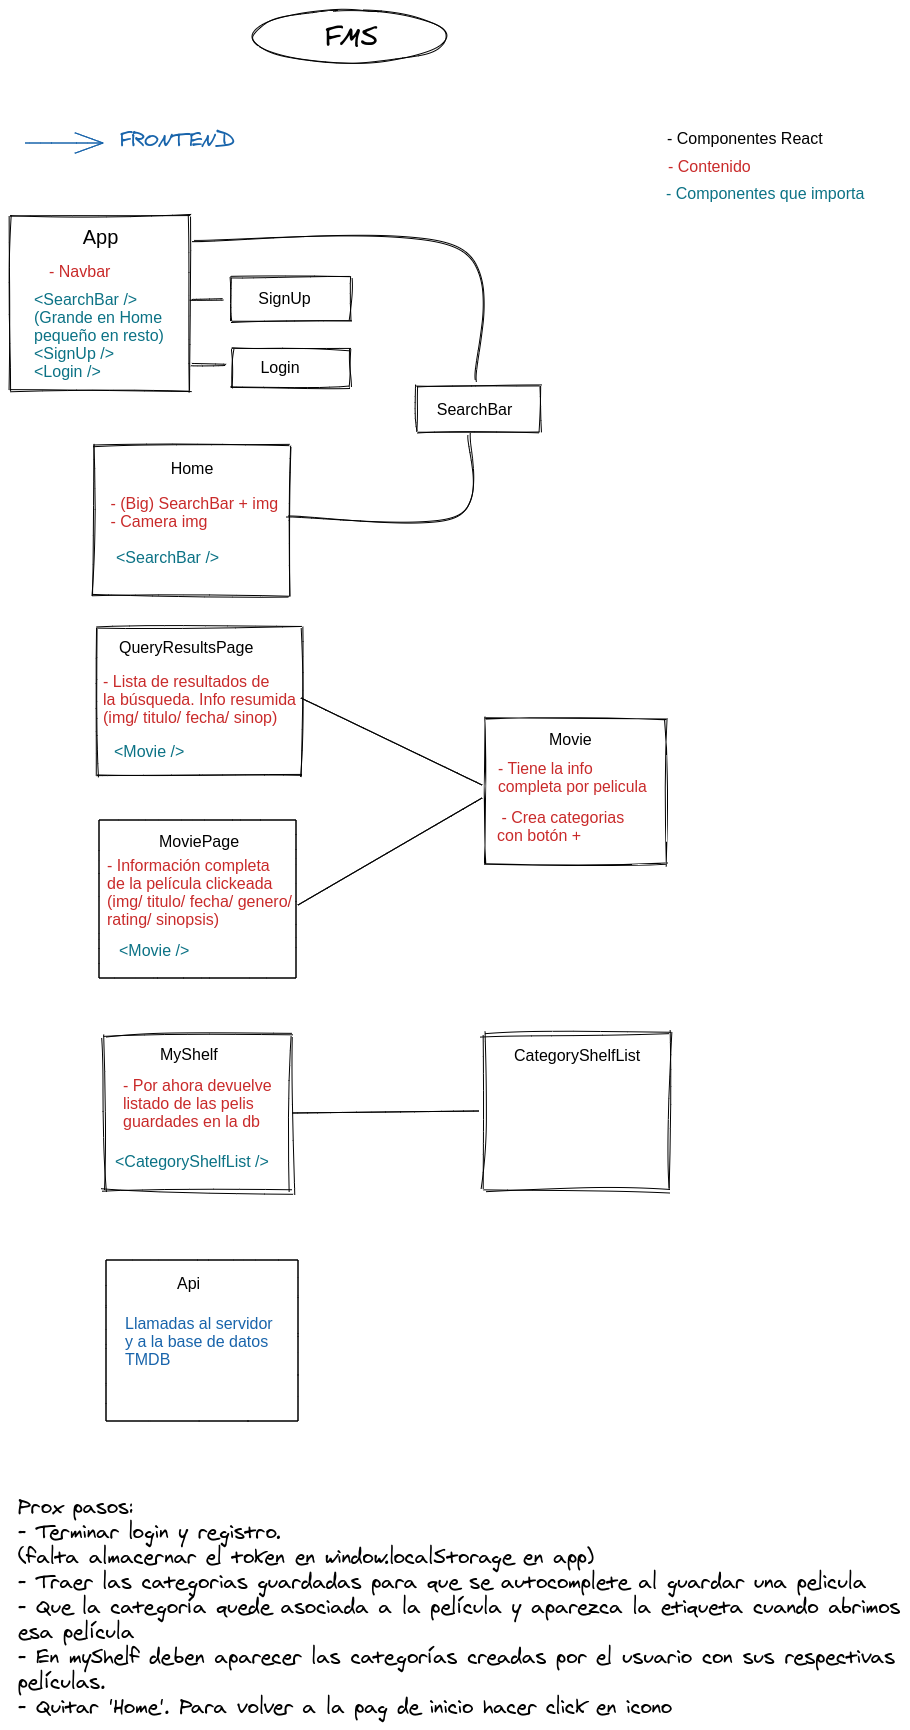 FMS
FRONTEND
- Componentes React
- Contenido
- Componentes que importa
App
- Navbar
<SearchBar />
(Grande en Home
pequeño en resto)
<SignUp />
<Login />
SignUp
Login
SearchBar
Home
- (Big) SearchBar + img
- Camera img
<SearchBar />
QueryResultsPage
- Lista de resultados de
la búsqueda. Info resumida
(img/ titulo/ fecha/ sinop)
<Movie />
Movie
- Tiene la info
completa por pelicula
- Crea categorias
con botón +
MoviePage
- Información completa
de la película clickeada
(img/ titulo/ fecha/ genero/
rating/ sinopsis)
<Movie />
MyShelf
- Por ahora devuelve
listado de las pelis
guardades en la db
<CategoryShelfList />
CategoryShelfList
Api
Llamadas al servidor
y a la base de datos
TMDB
Prox pasos:
- Terminar login y registro.
(falta almacernar el token en window.localStorage en app)
- Traer las categorias guardadas para que se autocomplete al guardar una pelicula
- Que la categoría quede asociada a la película y aparezca la etiqueta cuando abrimos
esa película
- En myShelf deben aparecer las categorías creadas por el usuario con sus respectivas
películas.
- Quitar 'Home'. Para volver a la pag de inicio hacer click en icono